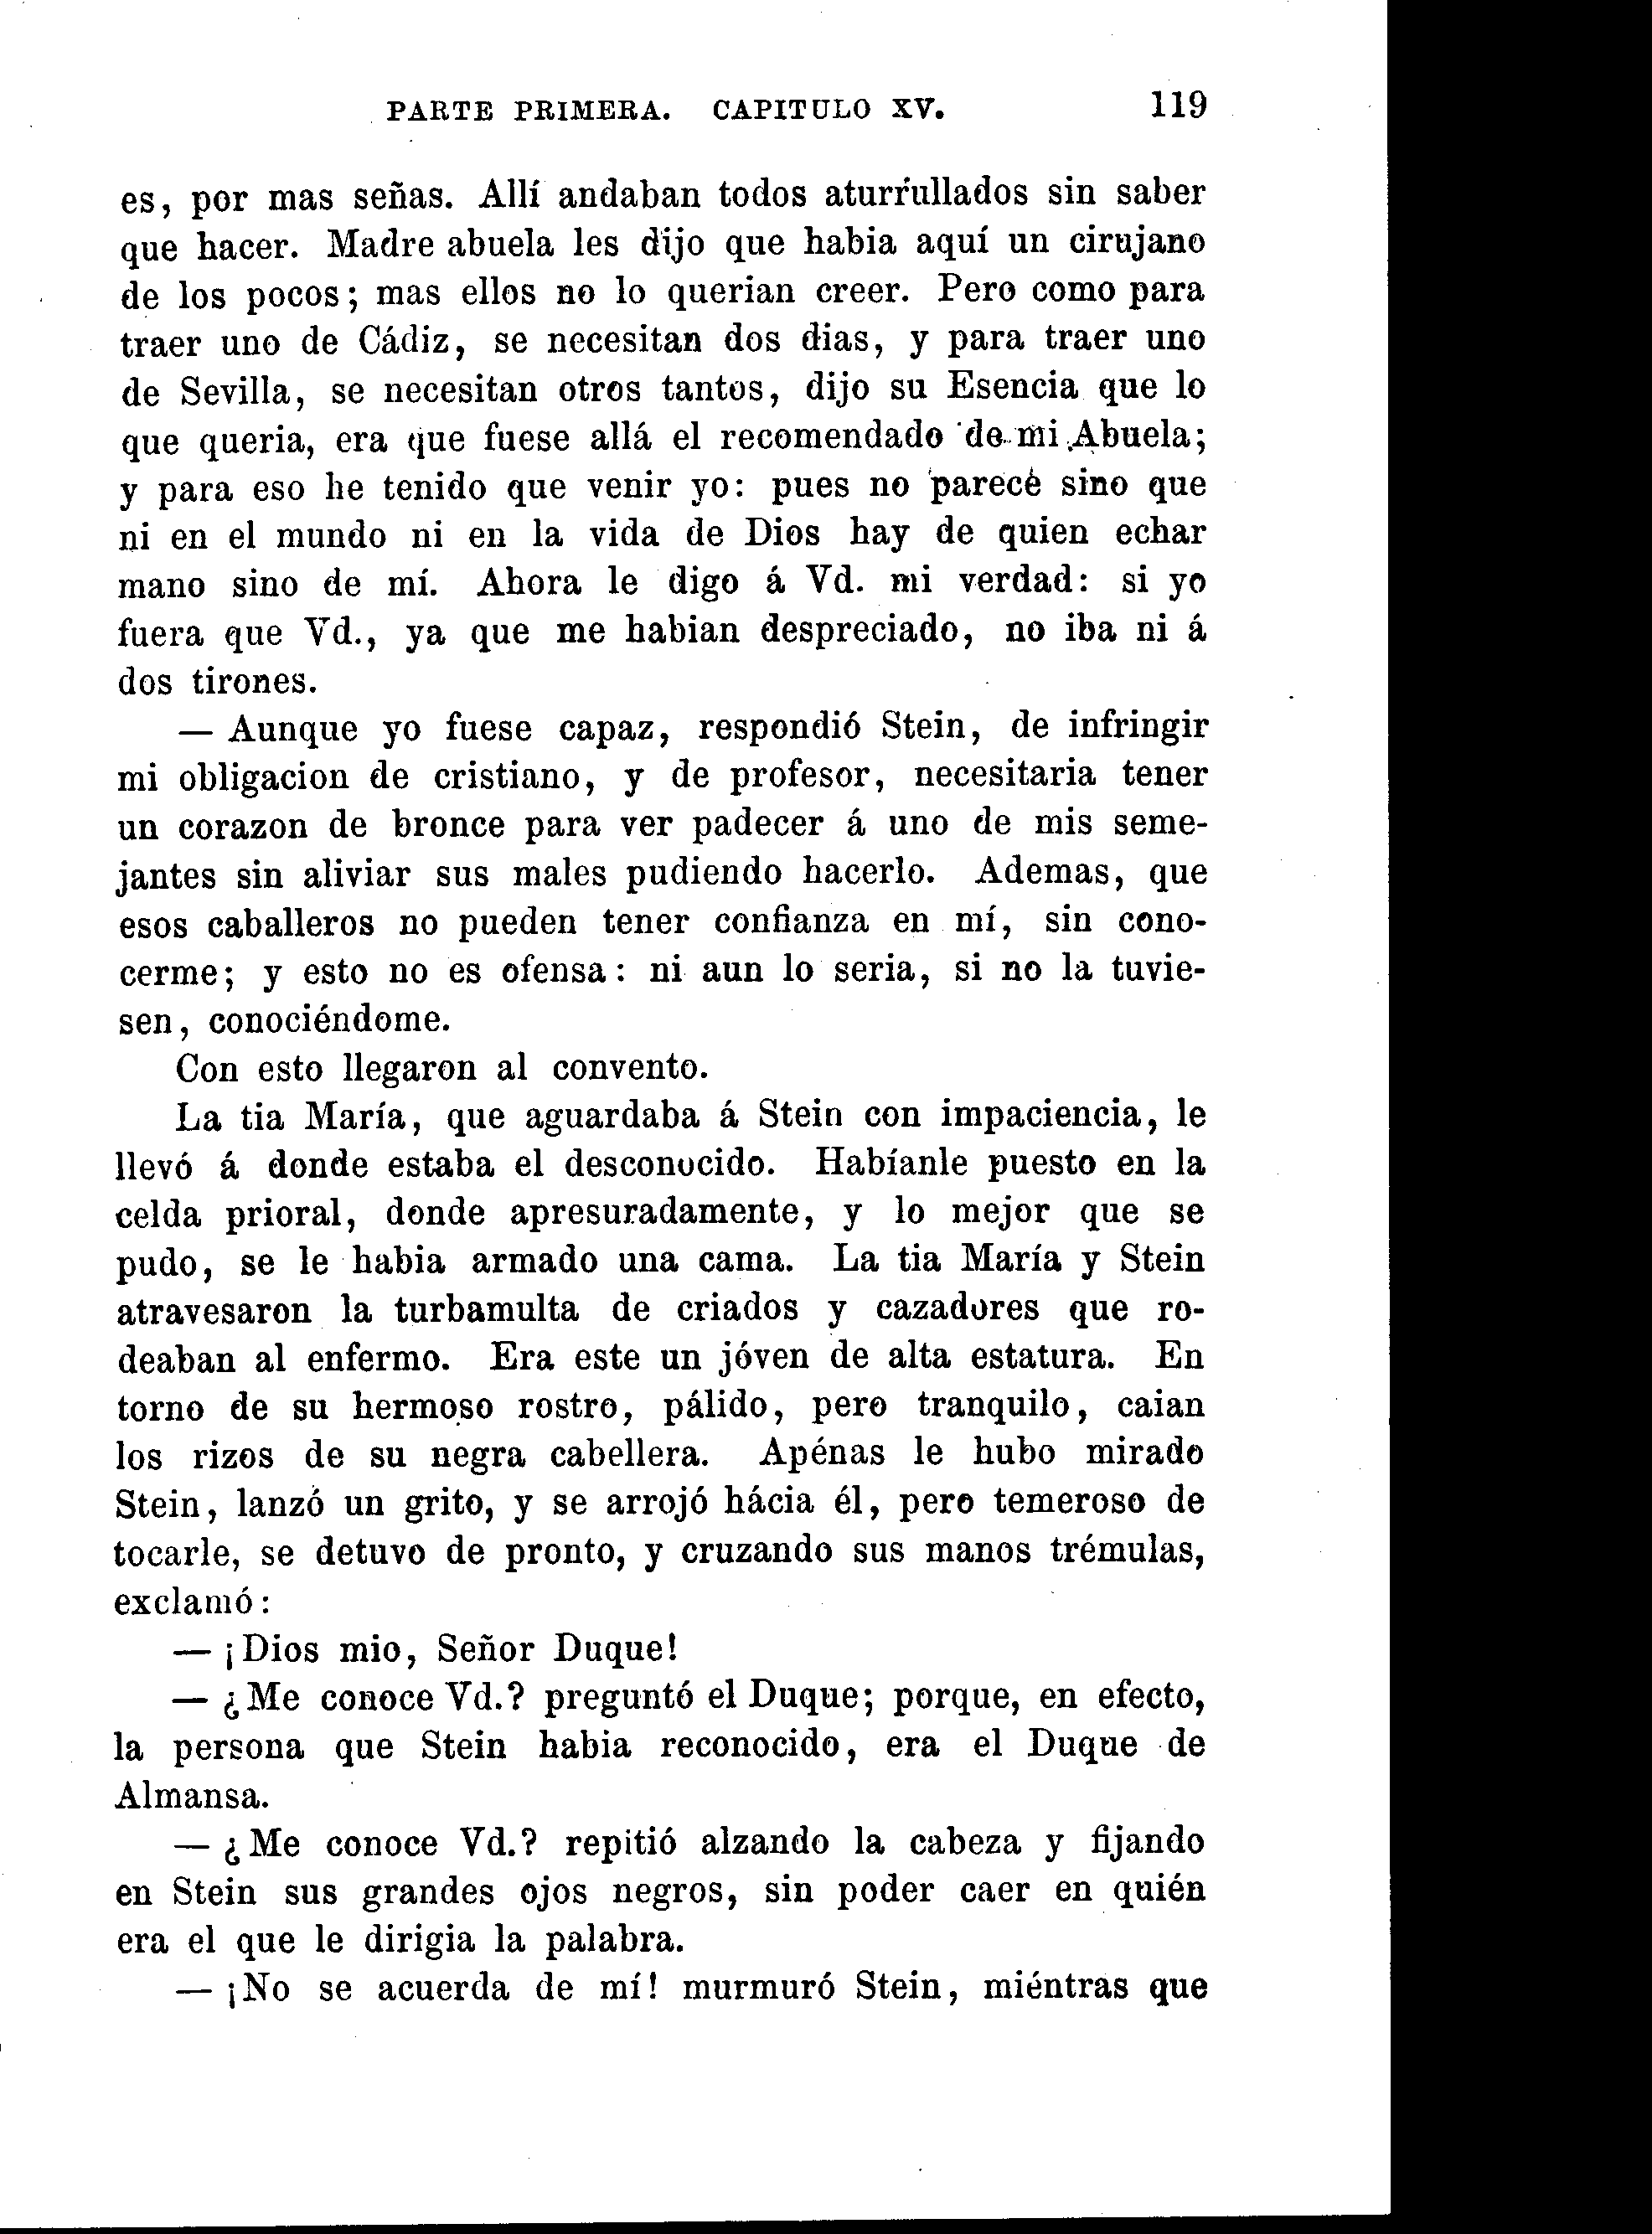 PARTE PRIMERA. CAPITULO XV. 119
es, por mas señas. Allí andaban todos aturrullados sin saber
que hacer. Madre abuela les dijo que habia aquí un cirujano
de los pocos; mas ellos no lo querian creer. Pero como para
traer uno de Cádiz, se necesitan dos dias, y para traer uno
de Sevilla, se necesitan otros tantos, dijo su Esencia que lo
que queria, era que fuese allá el recomendado de mi Abuela;
y para eso he tenido que venir yo: pues no parece sino que
ni en el mundo ni en la vida de Dios hay de quien echar
mano sino de mí. Ahora le digo á Vd. mi verdad: si yo
fuera que Vd., ya que me habian despreciado, no iba ni á
dos tirones.
— Aunque yo fuese capaz, respondió Stein, de infringir
mi obligacion de cristiano, y de profesor, necesitaria tener
un corazon de bronce para ver padecer á uno de mis seme-
jantes sin aliviar sus males pudiendo hacerlo. Ademas, que
esos caballeros no pueden tener confianza en mí, sin cono-
cerme; y esto no es ofensa: ni aun lo seria, si no la tuvie-
sen, conociéndome.
Con esto llegaron al convento.
La tia María, que aguardaba á Stein con impaciencia, le
llevó á donde estaba el desconocido. Habíanle puesto en la
celda prioral, donde apresuradamente, y lo mejor que se
pudo, se le habia armado una cama. La tia María y Stein
atravesaron la turbamulta de criados y cazadores que ro-
deaban al enfermo. Era este un jóven de alta estatura. En
torno de su hermoso rostro, pálido, pero tranquilo, caian
los rizos de su negra cabellera. Apénas le hubo mirado
Stein, lanzó un grito, y se arrojó hácia él, pero temeroso de
tocarle, se detuvo de pronto, y cruzando sus manos trémulas,
exclamó:
— ¡Dios mio, Señor Duque!
— ¿Me conoce Vd.? preguntó el Duque; porque, en efecto,
la persona que Stein habia reconocido, era el Duque de
Almansa.
— ¿Me conoce Vd.? repitió alzando la cabeza y fijando
en Stein sus grandes ojos negros, sin poder caer en quién
era el que le dirigia la palabra.
— ¡No se acuerda de mí! murmuró Stein, miéntras que